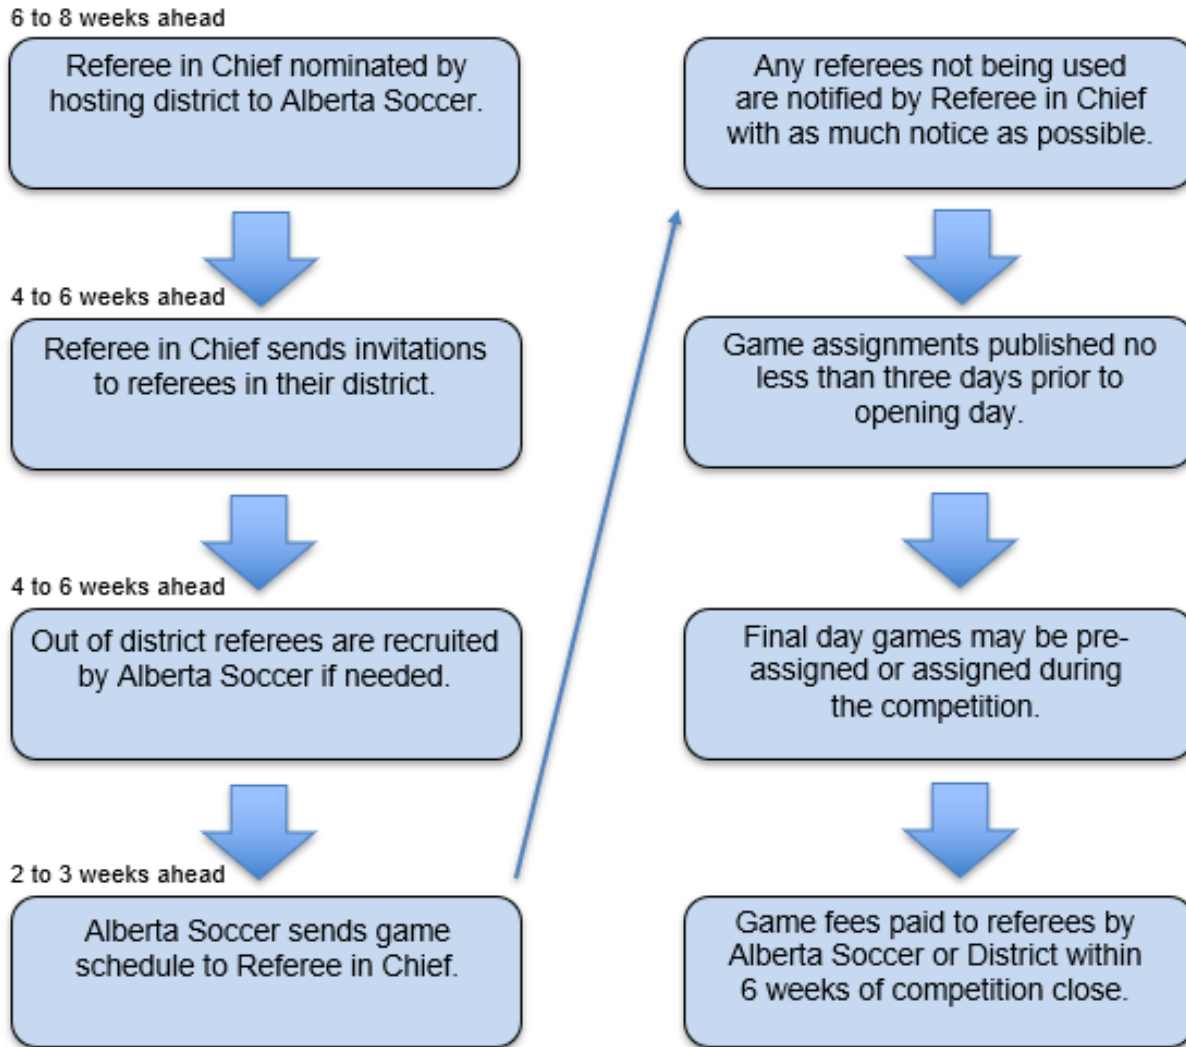 6 to 8 weeks ahead
Referee in Chief nominated by
hosting district to Alberta Soccer.
4 to 6 weeks ahead
Referee in Chief sends invitations
to referees in their district.
4 to 6 weeks ahead
Out of district referees are recruited
by Alberta Soccer if needed.
2 to 3 weeks ahead
Alberta Soccer sends game
schedule to Referee in Chief.
Any referees not being used
are notified by Referee in Chief
with as much notice as possible.
Game assignments published no
less than three days prior to
opening day.
Final day games may be pre-
assigned or assigned during
the competition.
Game fees paid to referees by
Alberta Soccer or District within
6 weeks of competition close.